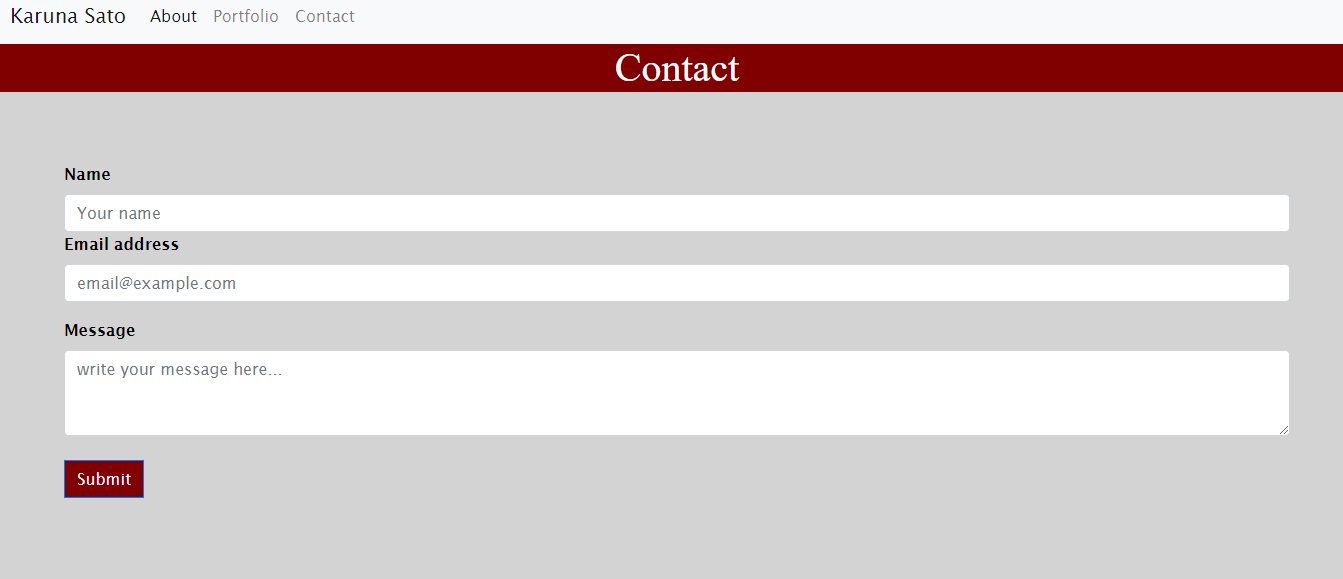 Karuna Sato About Portfolio Contact
Contact
Name
Your name
Email address
email@example.com
Message
write your message here...
Submit